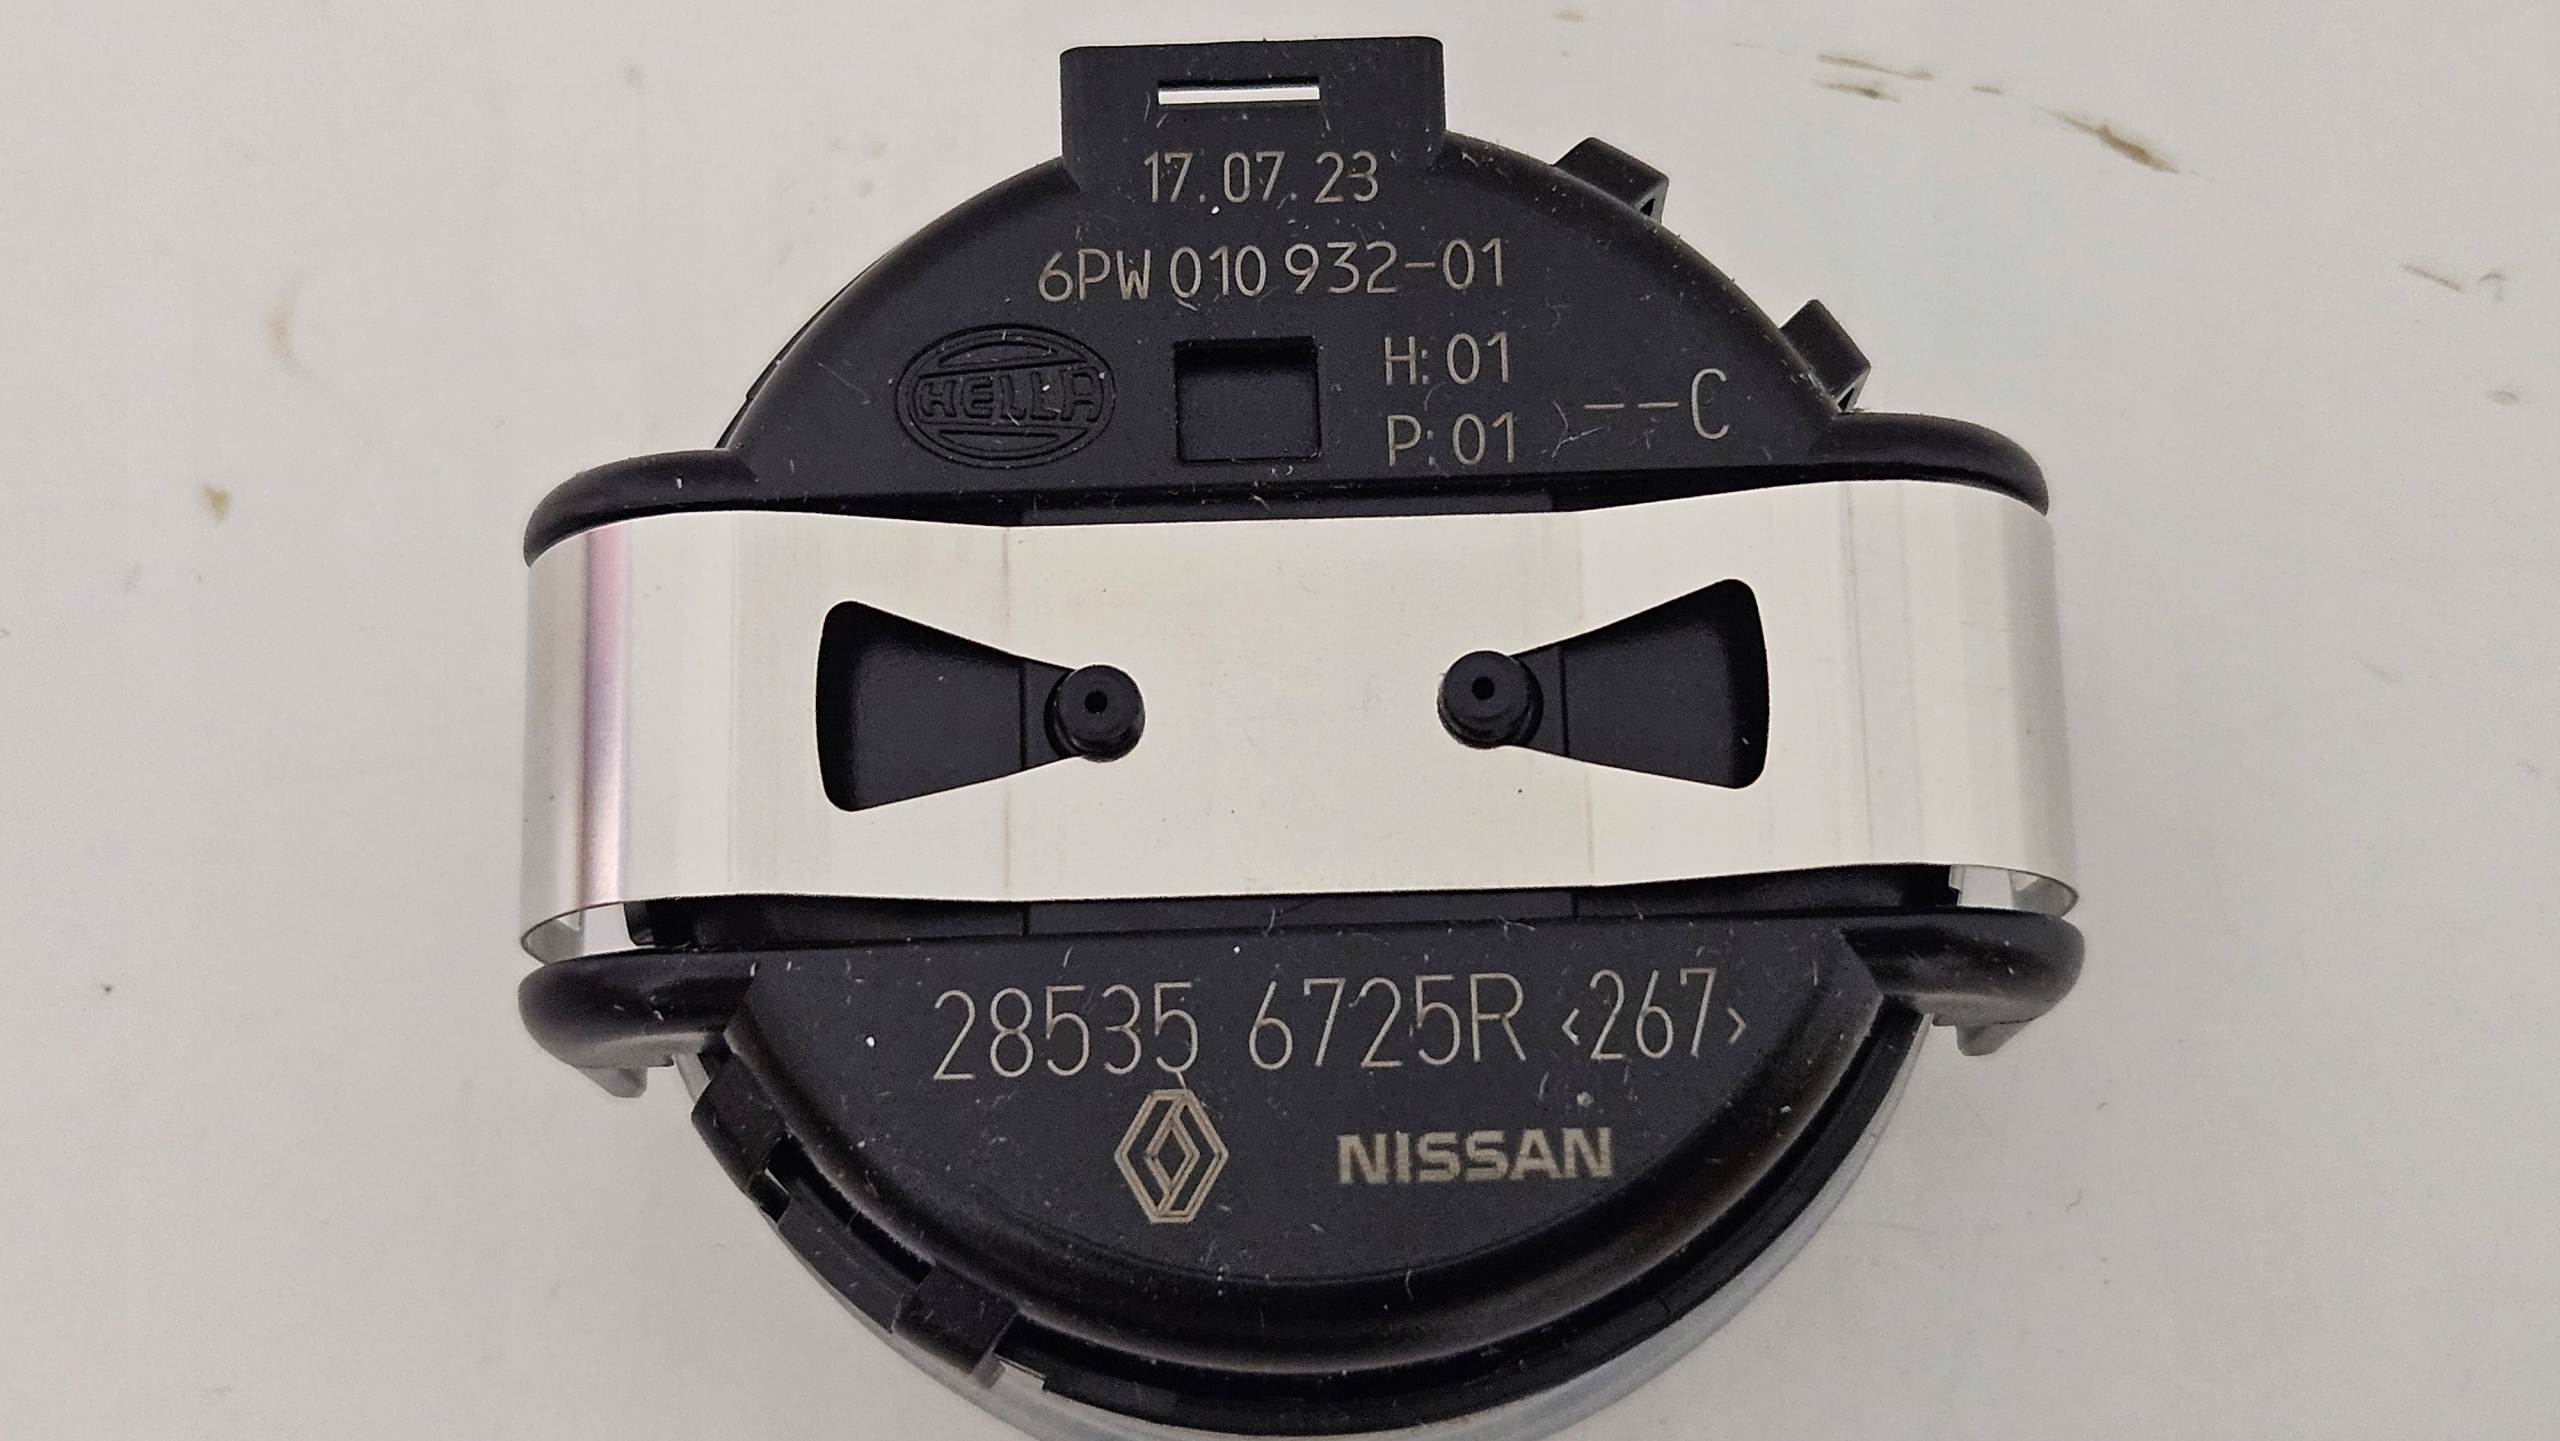 17.07.23
6PW 010 932-01
HELLA
H: 01
P: 01
--C
28535 6725R <267>
NISSAN